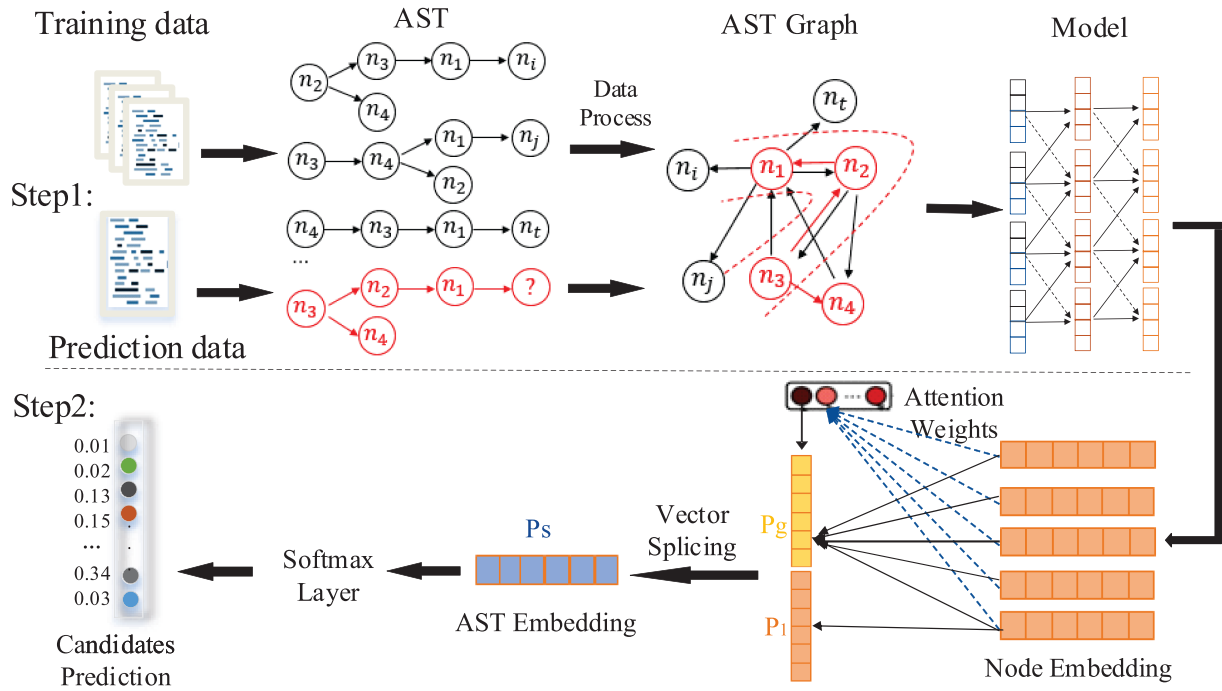 Training data
AST
AST Graph
Model
Step1:
n₂
n₃
n₁
nᵢ
n₄
n₃
n₄
n₁
nⱼ
n₂
n₄
n₃
n₁
nₜ
...
n₃
n₂
n₁
?
n₄
Data
Process
nₜ
nᵢ
n₁
n₂
nⱼ
n₃
n₄
Prediction data
Step2:
0.01
0.02
0.13
0.15
...
0.34
0.03
Candidates
Prediction
Softmax
Layer
Ps
AST Embedding
Vector
Splicing
Pg
P₁
...
Attention
Weights
Node Embedding